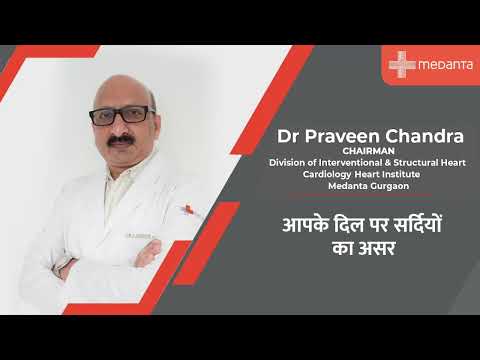 medanta
Dr Praveen Chandra
CHAIRMAN
Division of Interventional & Structural Heart
Cardiology Heart Institute
Medanta Gurgaon
आपके दिल पर सर्दियों
का असर